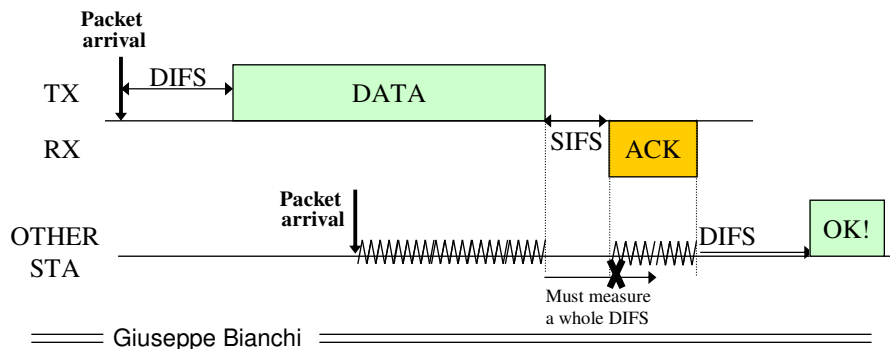 Packet
arrival
DIFS
TX
DATA
SIFS
RX
ACK
Packet
arrival
OTHER
STA
DIFS
OK!
Must measure
a whole DIFS
Giuseppe Bianchi